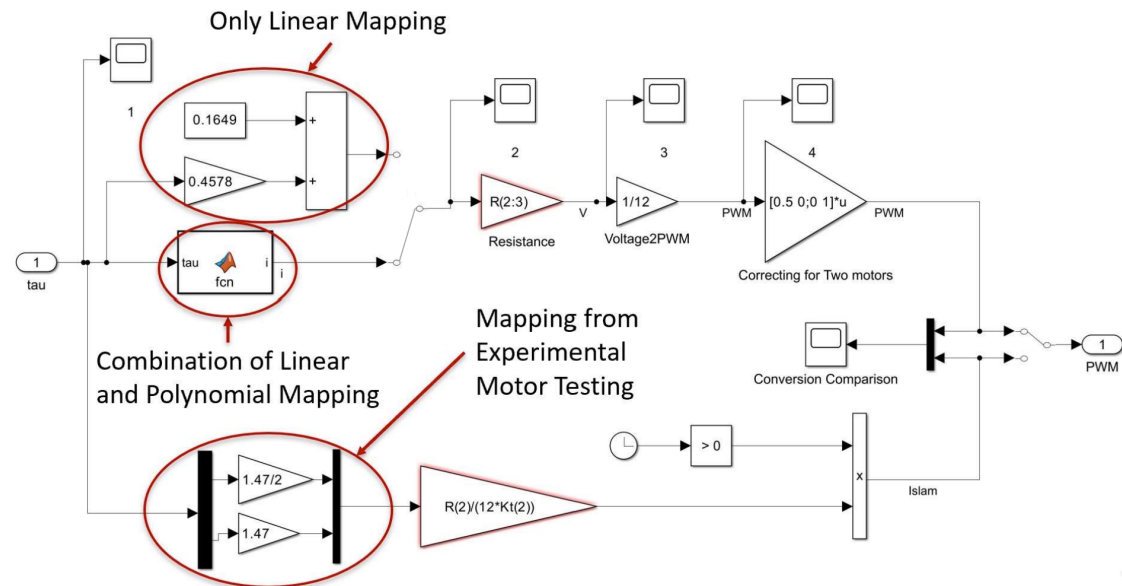 Only Linear Mapping
1
0.1649
+
+
0.4578
2
3
4
R(2:3)
V
1/12
PWM
[0.5 0;0 1]*u
PWM
Resistance
Voltage2PWM
Correcting for Two motors
1
tau
tau
fcn
i
i
Combination of Linear
and Polynomial Mapping
Mapping from
Experimental
Motor Testing
Conversion Comparison
1
PWM
1.47/2
1.47
R(2)/(12*Kt(2))
> 0
x
Islam